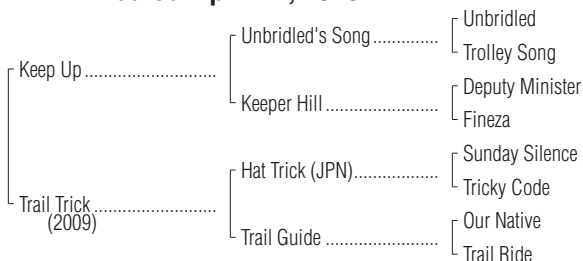 Unbridled
Unbridled's Song..............
Trolley Song
Keep Up............................
Deputy Minister
Keeper Hill........................
Fineza
Sunday Silence
Hat Trick (JPN)..................
Tricky Code
Trail Trick..........................
(2009)
Our Native
Trail Guide........................
Trail Ride